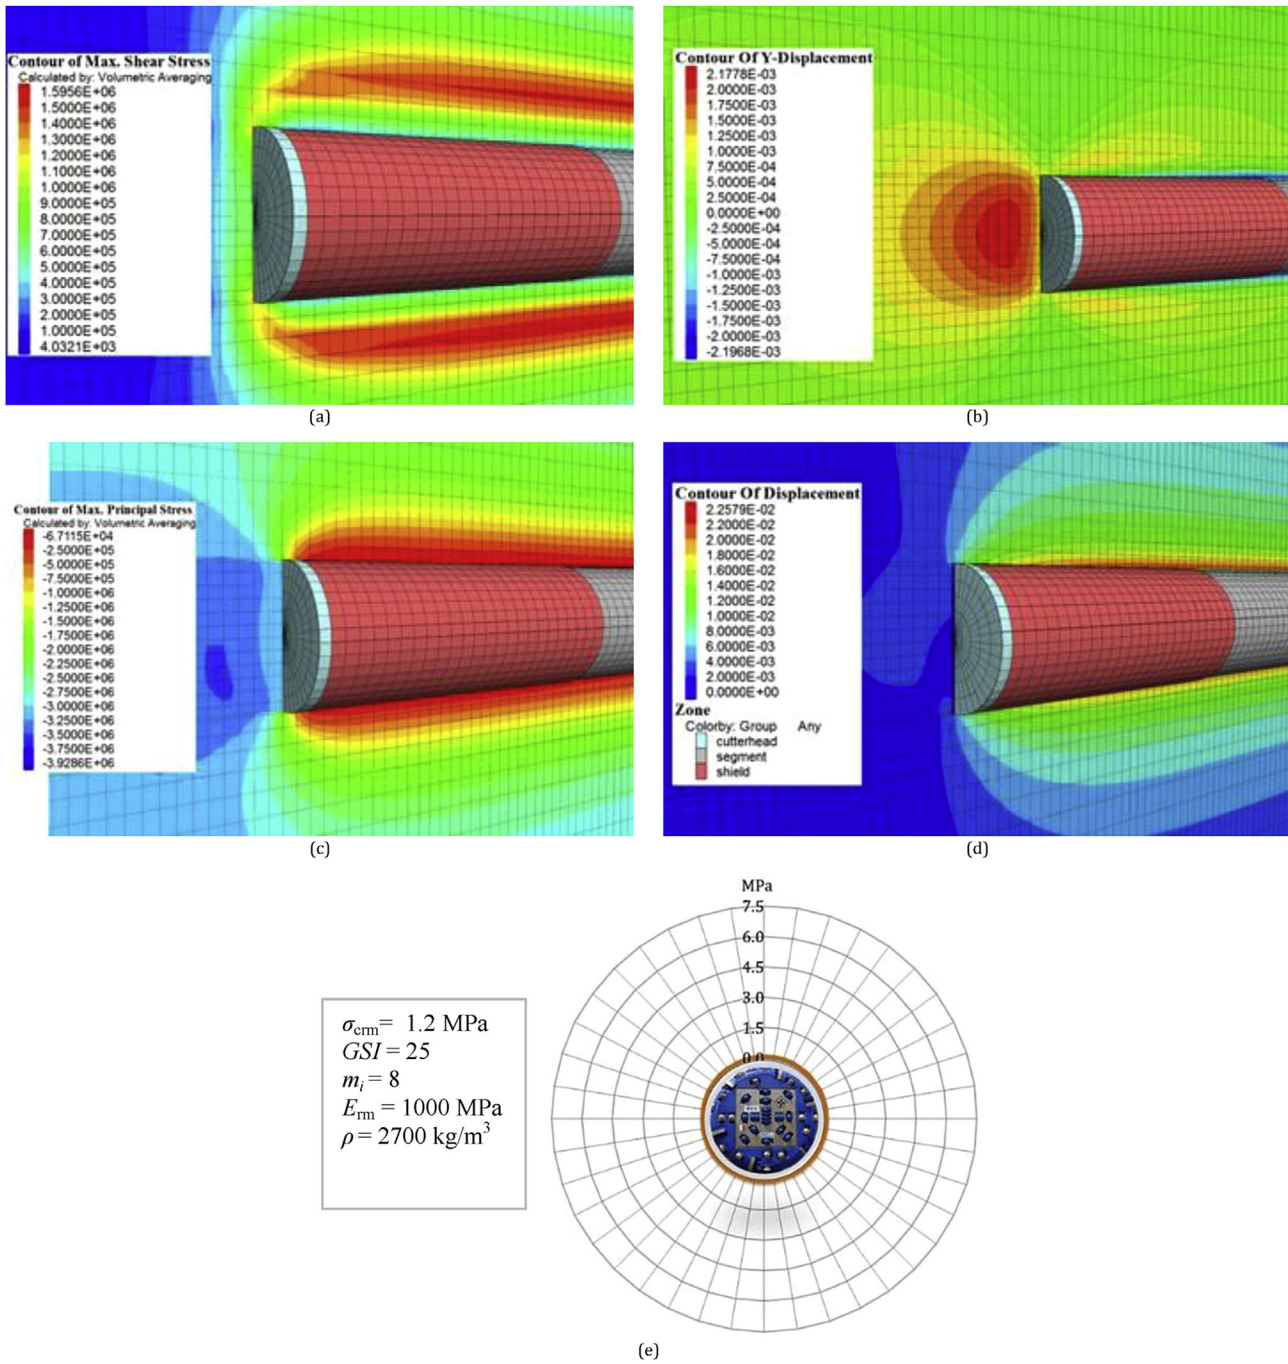 Contour of Max. Shear Stress
Calculated by: Volumetric Averaging
1.5956E+06
1.5000E+06
1.4000E+06
1.3000E+06
1.2000E+06
1.1000E+06
1.0000E+06
9.0000E+05
8.0000E+05
7.0000E+05
6.0000E+05
5.0000E+05
4.0000E+05
3.0000E+05
2.0000E+05
1.0000E+05
4.0321E+03
(a)
Contour Of Y-Displacement
2.1778E-03
2.0000E-03
1.7500E-03
1.5000E-03
1.2500E-03
1.0000E-03
7.5000E-04
5.0000E-04
2.5000E-04
0.0000E+00
-2.5000E-04
-5.0000E-04
-7.5000E-04
-1.0000E-03
-1.2500E-03
-1.5000E-03
-1.7500E-03
-2.0000E-03
-2.1968E-03
(b)
Contour of Max. Principal Stress
Calculated by: Volumetric Averaging
-6.7115E+04
-2.5000E+05
-5.0000E+05
-7.5000E+05
-1.0000E+06
-1.2500E+06
-1.5000E+06
-1.7500E+06
-2.0000E+06
-2.2500E+06
-2.5000E+06
-2.7500E+06
-3.0000E+06
-3.2500E+06
-3.5000E+06
-3.7500E+06
-3.9286E+06
(c)
Contour Of Displacement
2.2579E-02
2.2000E-02
2.0000E-02
1.8000E-02
1.6000E-02
1.4000E-02
1.2000E-02
1.0000E-02
8.0000E-03
6.0000E-03
4.0000E-03
2.0000E-03
0.0000E+00
Zone
Colorby: Group Any
cutterhead
segment
shield
(d)
σcrm= 1.2 MPa
GSI = 25
mi = 8
Erm = 1000 MPa
ρ = 2700 kg/m³
MPa
7.5
6.0
4.5
3.0
1.5
0.0
(e)